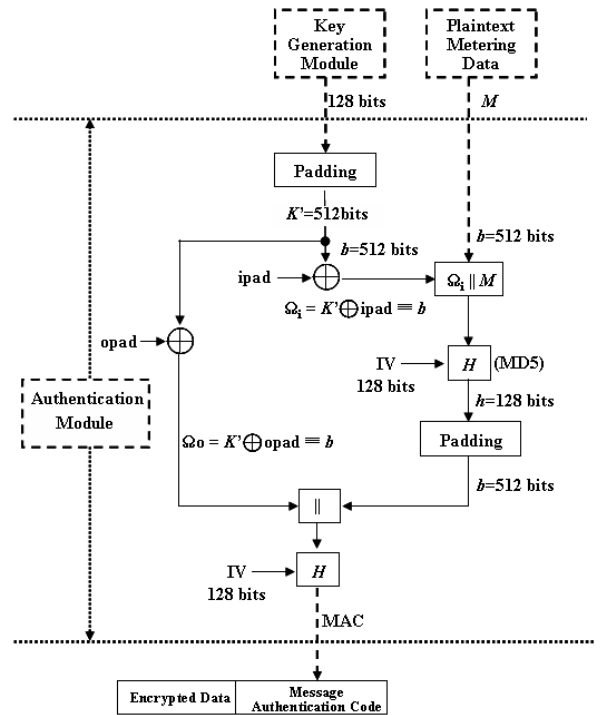 Key
Generation
Module
Plaintext
Metering
Data
128 bits
M
Padding
K'=512bits
b=512 bits
b=512 bits
ipad
Ωi || M
Ωi = K'⊕ipad ≡ b
opad
IV
128 bits
H
(MD5)
h=128 bits
Authentication
Module
Padding
Ωo = K'⊕opad ≡ b
b=512 bits
||
IV
128 bits
H
MAC
Encrypted Data
Message
Authentication Code